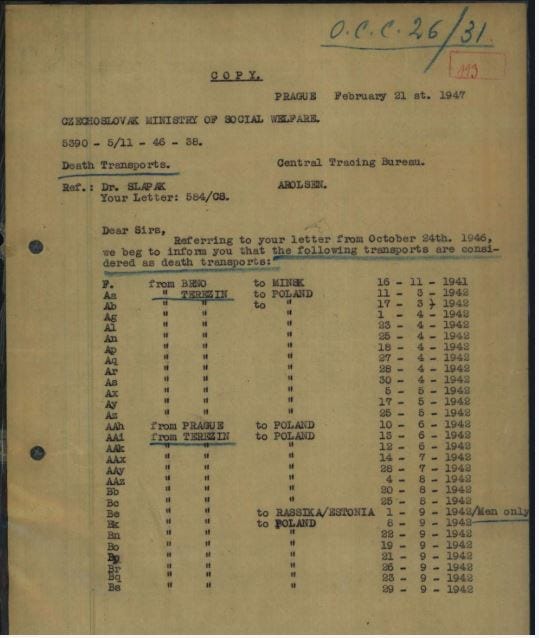 O.C.C. 26/31.
113
COPY.
PRAGUE February 21 st. 1947
CZECHOSLOVAK MINISTRY OF SOCIAL WELFARE.
5390 - 5/11 - 46 - 38.
Death Transports. Central Tracing Bureau.
Ref.: Dr. SLAPAK AROLSEN.
Your Letter: 584/CS.
Dear Sirs,
Referring to your letter from October 24th. 1946,
we beg to inform you that the following transports are consi-
dered as death transports:
F. from BRNO to MINSK 16 - 11 - 1941
Aa " TEREZIN to POLAND 11 - 3 - 1942
Ab " " to " 17 - 3 } - 1942
Ag " " " 1 - 4 - 1942
Al " " " 23 - 4 - 1942
An " " " 25 - 4 - 1942
Ap " " " 18 - 4 - 1942
Aq " " " 27 - 4 - 1942
Ar " " " 28 - 4 - 1942
As " " " 30 - 4 - 1942
Ax " " " 5 - 5 - 1942
Ay " " " 17 - 5 - 1942
Az " " " 25 - 5 - 1942
AAh from PRAGUE to POLAND 10 - 6 - 1942
AAi from TEREZIN to POLAND 13 - 6 - 1942
AAk " " " 12 - 6 - 1942
AAx " " " 14 - 7 - 1942
AAy " " " 28 - 7 - 1942
AAz " " " 4 - 8 - 1942
Bb " " " 20 - 8 - 1942
Bc " " " 25 - 8 - 1942
Be " " to RASSIKA/ESTONIA 1 - 9 - 1942/Men only
Bk " " to POLAND 8 - 9 - 1942
Bn " " " 22 - 9 - 1942
Bo " " " 19 - 9 - 1942
Bp " " " 21 - 9 - 1942
Br " " " 26 - 9 - 1942
Bq " " " 23 - 9 - 1942
Bs " " " 29 - 9 - 1942